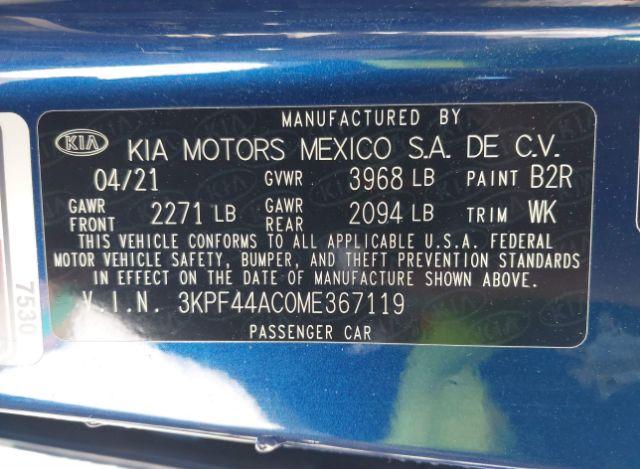 MANUFACTURED BY
KIA KIA MOTORS MEXICO S.A. DE C.V.
04/21 GVWR 3968 LB PAINT B2R
GAWR FRONT 2271 LB GAWR REAR 2094 LB TRIM WK
THIS VEHICLE CONFORMS TO ALL APPLICABLE U.S.A. FEDERAL
MOTOR VEHICLE SAFETY, BUMPER, AND THEFT PREVENTION STANDARDS
IN EFFECT ON THE DATE OF MANUFACTURE SHOWN ABOVE.
V.I.N. 3KPF44AC0ME367119
PASSENGER CAR
7530